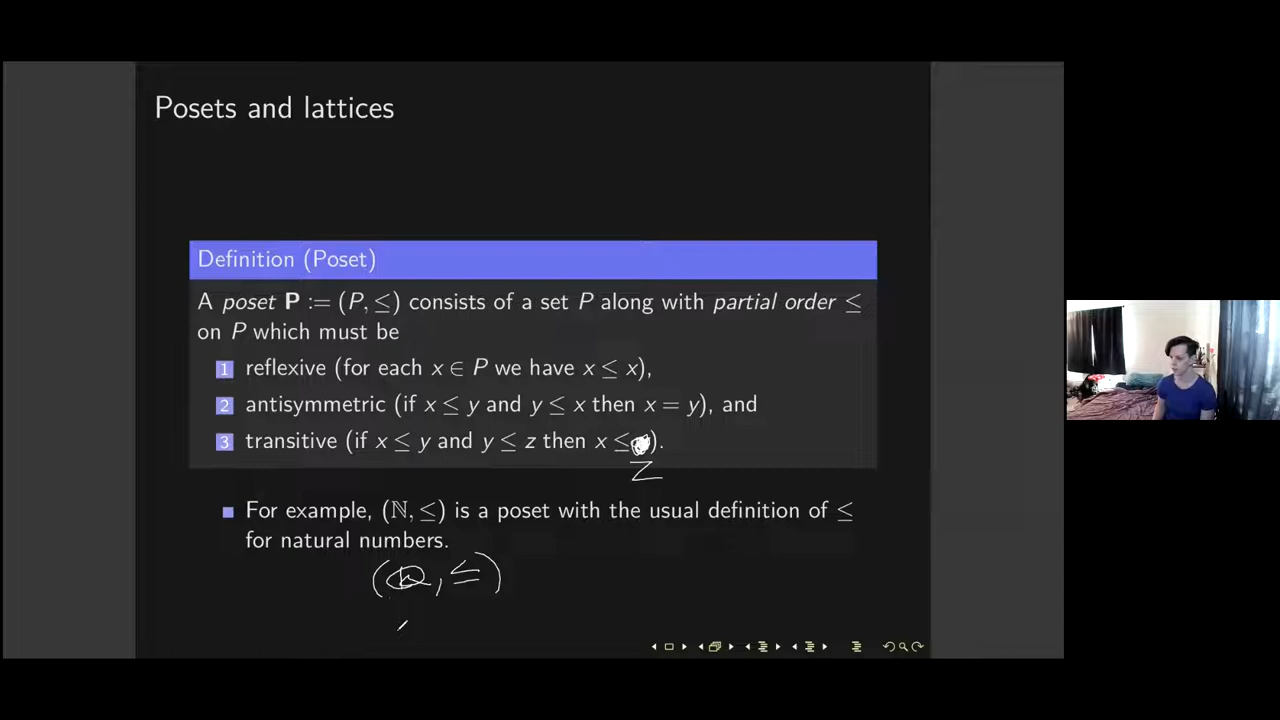 Posets and lattices
Definition (Poset)
A poset P := (P, ≤) consists of a set P along with partial order ≤
on P which must be
1 reflexive (for each x ∈ P we have x ≤ x),
2 antisymmetric (if x ≤ y and y ≤ x then x = y), and
3 transitive (if x ≤ y and y ≤ z then x ≤ ).
z
For example, (ℕ, ≤) is a poset with the usual definition of ≤
for natural numbers.
(ℚ, ≤)